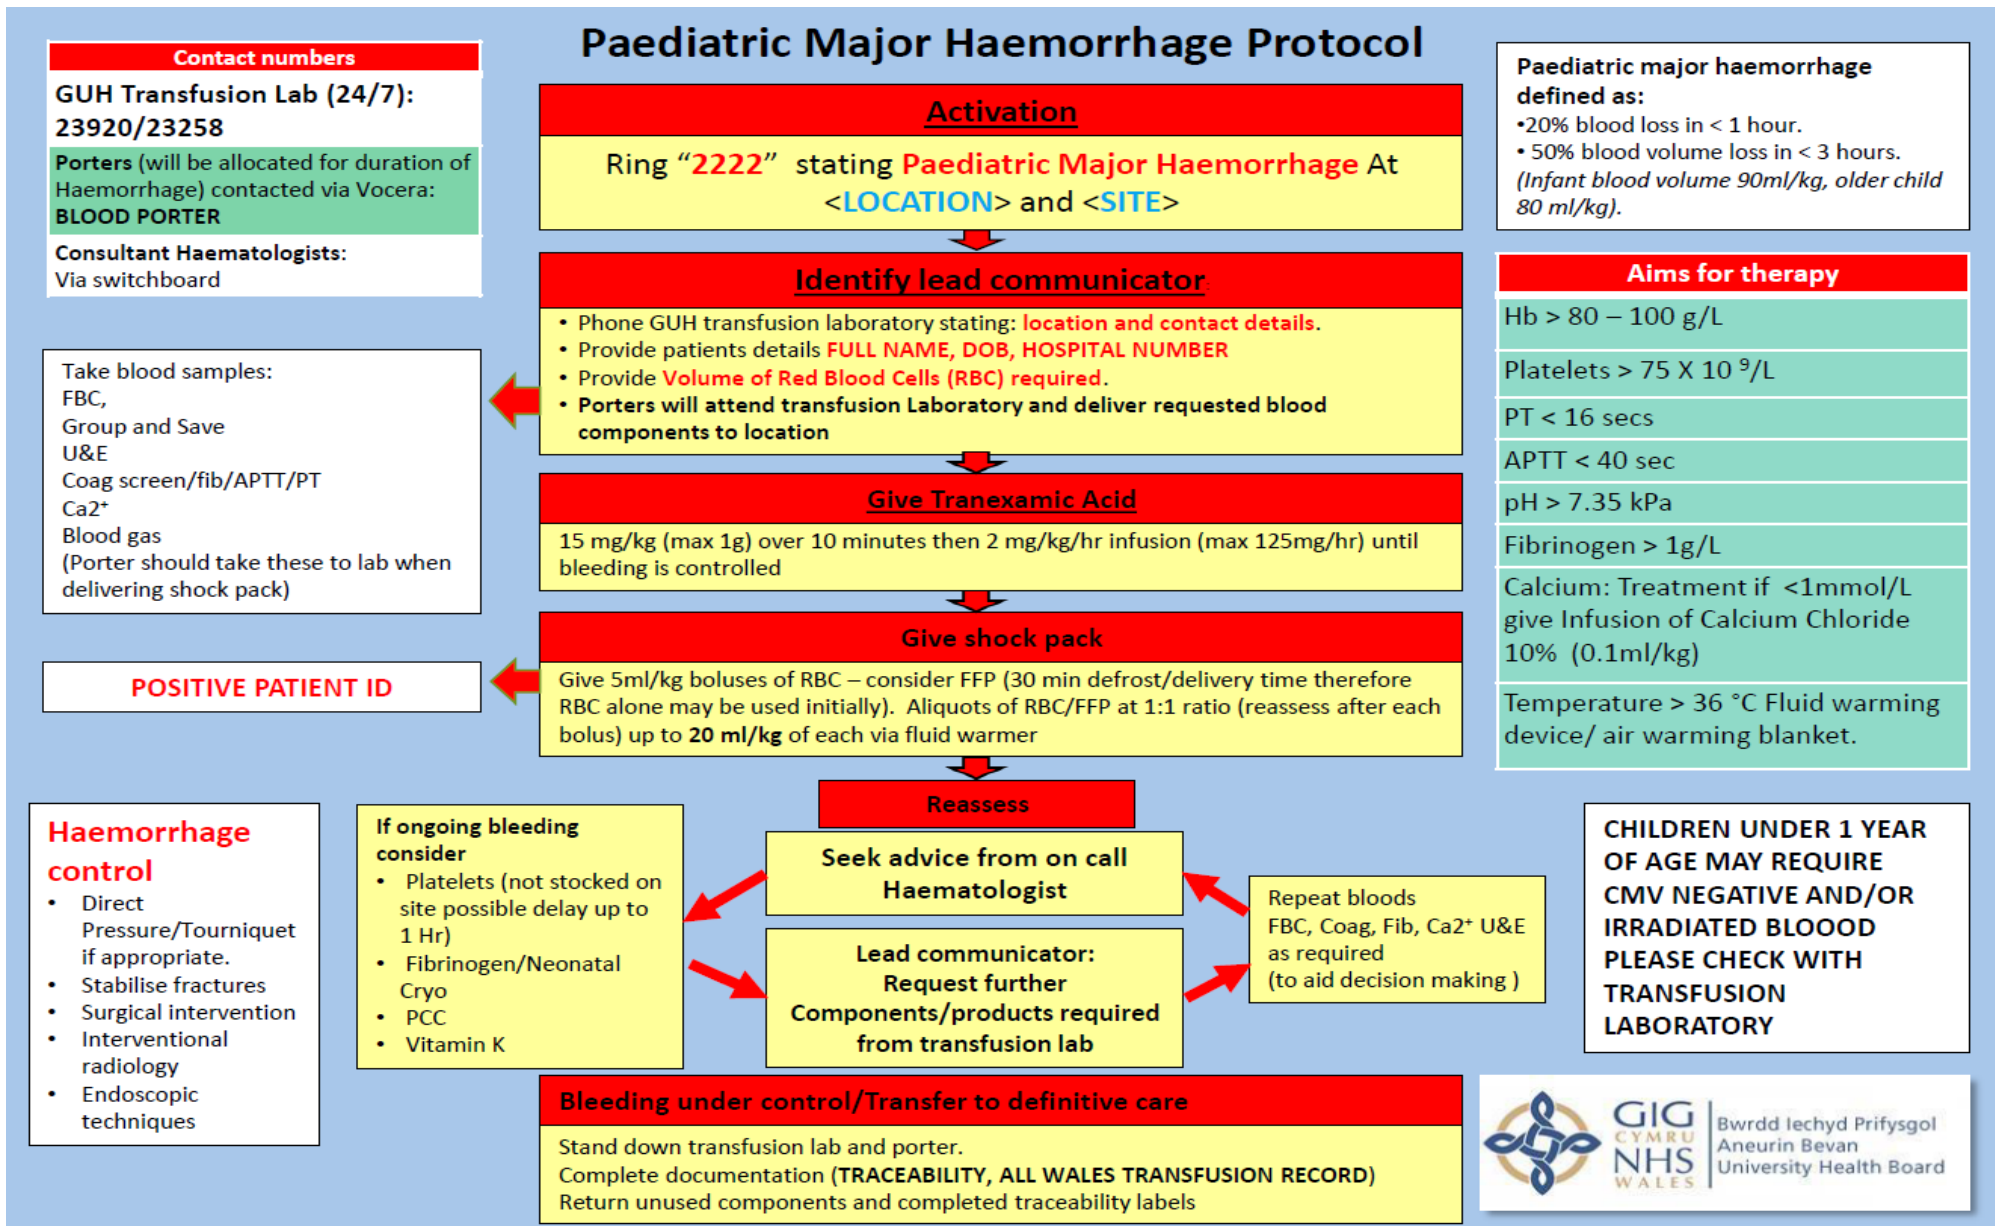 Paediatric Major Haemorrhage Protocol
Contact numbers
GUH Transfusion Lab (24/7):
23920/23258
Porters (will be allocated for duration of
Haemorrhage) contacted via Vocera:
BLOOD PORTER
Consultant Haematologists:
Via switchboard
Activation
Ring “2222” stating Paediatric Major Haemorrhage At
<LOCATION> and <SITE>
Paediatric major haemorrhage
defined as:
•20% blood loss in < 1 hour.
• 50% blood volume loss in < 3 hours.
(Infant blood volume 90ml/kg, older child
80 ml/kg).
Identify lead communicator:
• Phone GUH transfusion laboratory stating: location and contact details.
• Provide patients details FULL NAME, DOB, HOSPITAL NUMBER
• Provide Volume of Red Blood Cells (RBC) required.
• Porters will attend transfusion Laboratory and deliver requested blood
components to location
Take blood samples:
FBC,
Group and Save
U&E
Coag screen/fib/APTT/PT
Ca2⁺
Blood gas
(Porter should take these to lab when
delivering shock pack)
Give Tranexamic Acid
15 mg/kg (max 1g) over 10 minutes then 2 mg/kg/hr infusion (max 125mg/hr) until
bleeding is controlled
Give shock pack
Give 5ml/kg boluses of RBC – consider FFP (30 min defrost/delivery time therefore
RBC alone may be used initially). Aliquots of RBC/FFP at 1:1 ratio (reassess after each
bolus) up to 20 ml/kg of each via fluid warmer
POSITIVE PATIENT ID
Aims for therapy
Hb > 80 – 100 g/L
Platelets > 75 X 10 ⁹/L
PT < 16 secs
APTT < 40 sec
pH > 7.35 kPa
Fibrinogen > 1g/L
Calcium: Treatment if <1mmol/L
give Infusion of Calcium Chloride
10% (0.1ml/kg)
Temperature > 36 °C Fluid warming
device/ air warming blanket.
Reassess
Seek advice from on call
Haematologist
Lead communicator:
Request further
Components/products required
from transfusion lab
Haemorrhage
control
• Direct
Pressure/Tourniquet
if appropriate.
• Stabilise fractures
• Surgical intervention
• Interventional
radiology
• Endoscopic
techniques
If ongoing bleeding
consider
• Platelets (not stocked on
site possible delay up to
1 Hr)
• Fibrinogen/Neonatal
Cryo
• PCC
• Vitamin K
Repeat bloods
FBC, Coag, Fib, Ca2⁺ U&E
as required
(to aid decision making )
CHILDREN UNDER 1 YEAR
OF AGE MAY REQUIRE
CMV NEGATIVE AND/OR
IRRADIATED BLOOOD
PLEASE CHECK WITH
TRANSFUSION
LABORATORY
Bleeding under control/Transfer to definitive care
Stand down transfusion lab and porter.
Complete documentation (TRACEABILITY, ALL WALES TRANSFUSION RECORD)
Return unused components and completed traceability labels
GIG
CYMRU
NHS
WALES
Bwrdd Iechyd Prifysgol
Aneurin Bevan
University Health Board